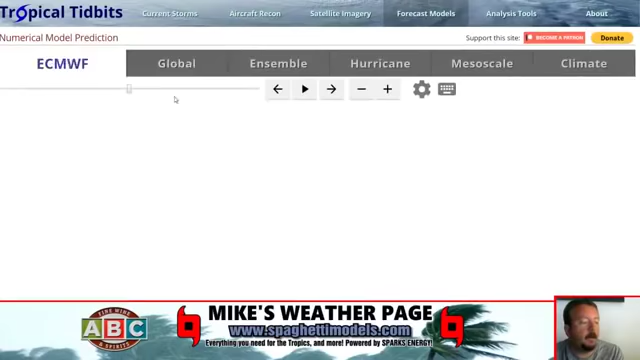 Tropical Tidbits
Current Storms Aircraft Recon Satellite Imagery Forecast Models Analysis Tools About
Numerical Model Prediction
Support this site: BECOME A PATRON Donate
ECMWF Global Ensemble Hurricane Mesoscale Climate
FINE WINE
ABC
& SPIRITS
MIKE'S WEATHER PAGE
www.spaghettimodels.com
Everything you need for the Tropics, and more! Powered by SPARKS ENERGY!